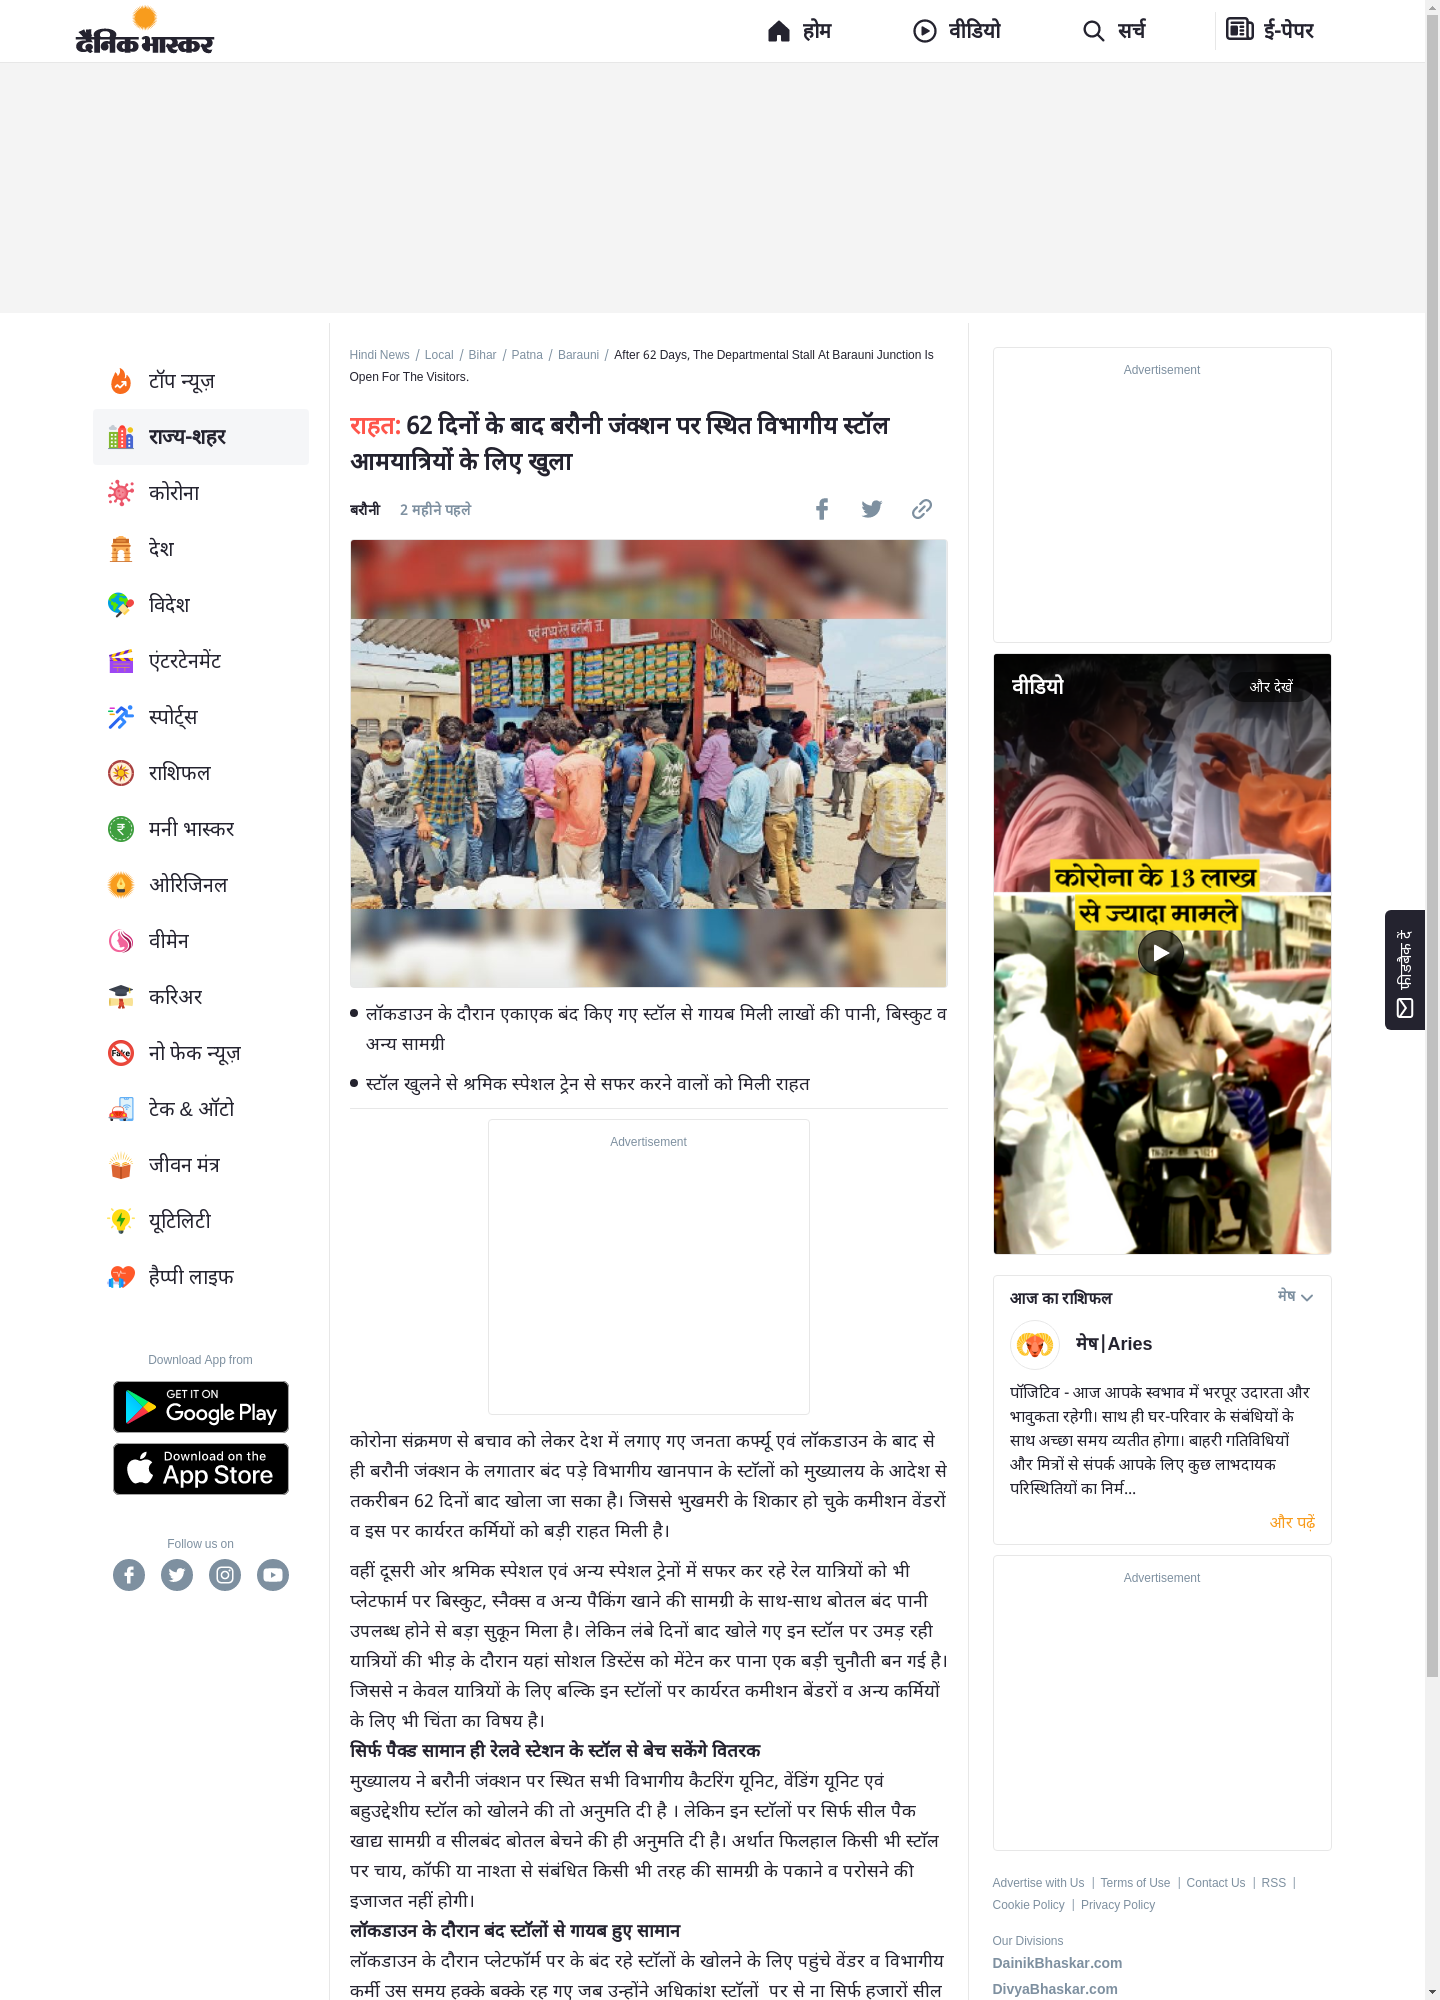 दैनिक भास्कर
होम
वीडियो
सर्च
ई-पेपर
टॉप न्यूज़
राज्य-शहर
कोरोना
देश
विदेश
एंटरटेनमेंट
स्पोर्ट्स
राशिफल
मनी भास्कर
ओरिजिनल
वीमेन
करिअर
Fake
नो फेक न्यूज़
टेक & ऑटो
जीवन मंत्र
यूटिलिटी
हैप्पी लाइफ
Download App from
GET IT ON
Google Play
Download on the
App Store
Follow us on
Hindi News / Local / Bihar / Patna / Barauni / After 62 Days, The Departmental Stall At Barauni Junction Is
Open For The Visitors.
राहत: 62 दिनों के बाद बरौनी जंक्शन पर स्थित विभागीय स्टॉल
आमयात्रियों के लिए खुला
बरौनी 2 महीने पहले
पूर्व मध्य रेल बरौनी जं.
लॉकडाउन के दौरान एकाएक बंद किए गए स्टॉल से गायब मिली लाखों की पानी, बिस्कुट व
अन्य सामग्री
स्टॉल खुलने से श्रमिक स्पेशल ट्रेन से सफर करने वालों को मिली राहत
Advertisement
कोरोना संक्रमण से बचाव को लेकर देश में लगाए गए जनता कर्फ्यू एवं लॉकडाउन के बाद से
ही बरौनी जंक्शन के लगातार बंद पड़े विभागीय खानपान के स्टॉलों को मुख्यालय के आदेश से
तकरीबन 62 दिनों बाद खोला जा सका है। जिससे भुखमरी के शिकार हो चुके कमीशन वेंडरों
व इस पर कार्यरत कर्मियों को बड़ी राहत मिली है।
वहीं दूसरी ओर श्रमिक स्पेशल एवं अन्य स्पेशल ट्रेनों में सफर कर रहे रेल यात्रियों को भी
प्लेटफार्म पर बिस्कुट, स्नैक्स व अन्य पैकिंग खाने की सामग्री के साथ-साथ बोतल बंद पानी
उपलब्ध होने से बड़ा सुकून मिला है। लेकिन लंबे दिनों बाद खोले गए इन स्टॉल पर उमड़ रही
यात्रियों की भीड़ के दौरान यहां सोशल डिस्टेंस को मेंटेन कर पाना एक बड़ी चुनौती बन गई है।
जिससे न केवल यात्रियों के लिए बल्कि इन स्टॉलों पर कार्यरत कमीशन बेंडरों व अन्य कर्मियों
के लिए भी चिंता का विषय है।
सिर्फ पैक्ड सामान ही रेलवे स्टेशन के स्टॉल से बेच सकेंगे वितरक
मुख्यालय ने बरौनी जंक्शन पर स्थित सभी विभागीय कैटरिंग यूनिट, वेंडिंग यूनिट एवं
बहुउद्देशीय स्टॉल को खोलने की तो अनुमति दी है । लेकिन इन स्टॉलों पर सिर्फ सील पैक
खाद्य सामग्री व सीलबंद बोतल बेचने की ही अनुमति दी है। अर्थात फिलहाल किसी भी स्टॉल
पर चाय, कॉफी या नाश्ता से संबंधित किसी भी तरह की सामग्री के पकाने व परोसने की
इजाजत नहीं होगी।
लॉकडाउन के दौरान बंद स्टॉलों से गायब हुए सामान
लॉकडाउन के दौरान प्लेटफॉर्म पर के बंद रहे स्टॉलों के खोलने के लिए पहुंचे वेंडर व विभागीय
कर्मी उस समय हक्के बक्के रह गए जब उन्होंने अधिकांश स्टॉलों पर से ना सिर्फ हजारों सील
Advertisement
वीडियो
और देखें
कोरोना के 13 लाख
से ज्यादा मामले
फीडबैक दें
आज का राशिफल
मेष
मेष|Aries
पॉजिटिव - आज आपके स्वभाव में भरपूर उदारता और
भावुकता रहेगी। साथ ही घर-परिवार के संबंधियों के
साथ अच्छा समय व्यतीत होगा। बाहरी गतिविधियों
और मित्रों से संपर्क आपके लिए कुछ लाभदायक
परिस्थितियों का निर्म...
और पढ़ें
Advertisement
Advertise with Us | Terms of Use | Contact Us | RSS |
Cookie Policy | Privacy Policy
Our Divisions
DainikBhaskar.com
DivyaBhaskar.com